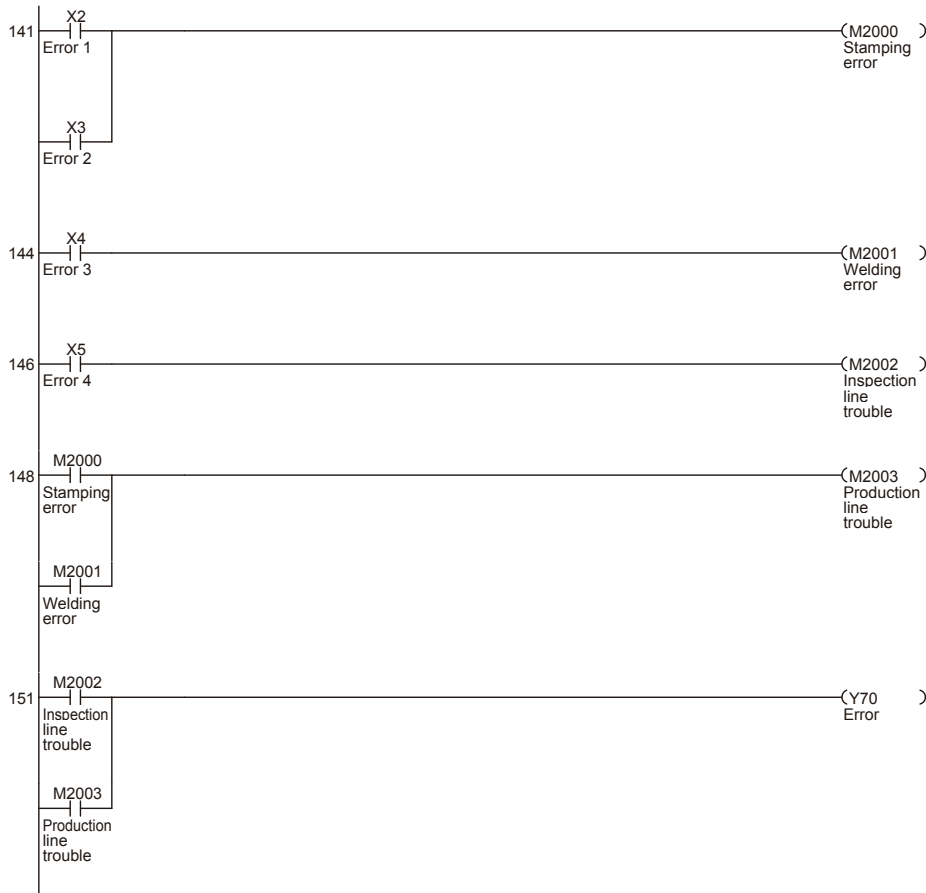 X2
141
(M2000 )
Error 1
Stamping
error
X3
Error 2
X4
144
(M2001 )
Error 3
Welding
error
X5
146
(M2002 )
Error 4
Inspection
line
trouble
M2000
148
(M2003 )
Stamping
error
Production
line
trouble
M2001
Welding
error
M2002
151
(Y70 )
Inspection
line
trouble
Error
M2003
Production
line
trouble